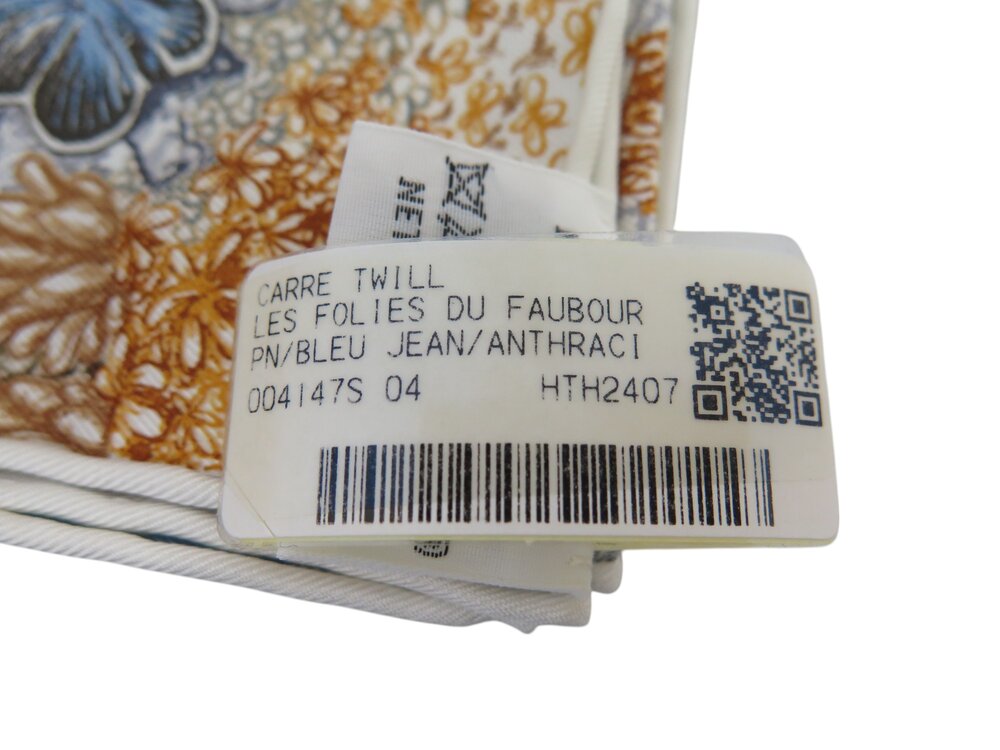 CARRE TWILL
LES FOLIES DU FAUBOUR
PN/BLEU JEAN/ANTHRACI
004147S 04 HTH2407